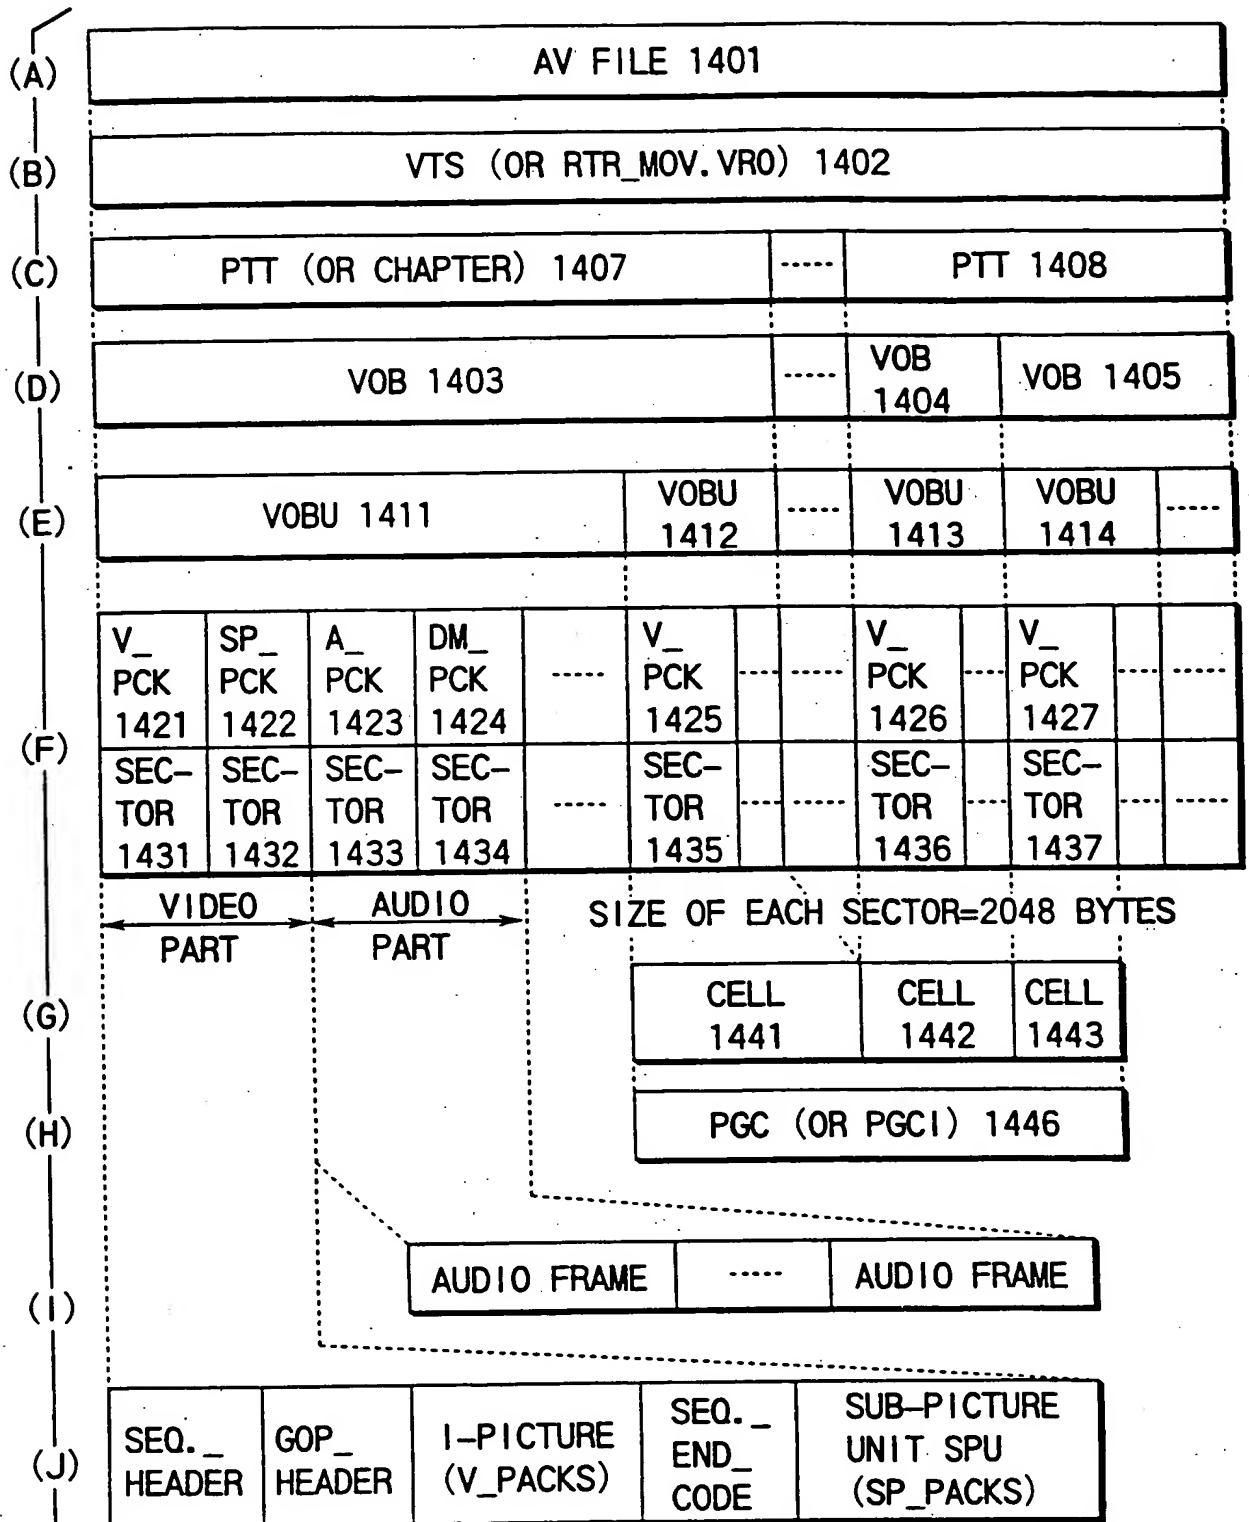 (A) AV FILE 1401
(B) VTS (OR RTR_MOV.VRO) 1402
(C) PTT (OR CHAPTER) 1407 ----- PTT 1408
(D) VOB 1403 ----- VOB 1404 VOB 1405
(E) VOBU 1411 VOBU 1412 ----- VOBU 1413 VOBU 1414 -----
(F)
V_ SP_ A_ DM_ V_ V_ V_
PCK PCK PCK PCK ----- PCK ---- ----- PCK ---- PCK ---- -----
1421 1422 1423 1424 1425 1426 1427
SEC- SEC- SEC- SEC- SEC- SEC- SEC-
TOR TOR TOR TOR ----- TOR ---- ----- TOR ---- TOR ---- -----
1431 1432 1433 1434 1435 1436 1437
VIDEO PART AUDIO PART
SIZE OF EACH SECTOR=2048 BYTES
(G) CELL 1441 CELL 1442 CELL 1443
(H) PGC (OR PGCI) 1446
(I) AUDIO FRAME ----- AUDIO FRAME
(J) SEQ._ HEADER GOP_ HEADER I-PICTURE (V_PACKS) SEQ._ END_ CODE SUB-PICTURE UNIT SPU (SP_PACKS)